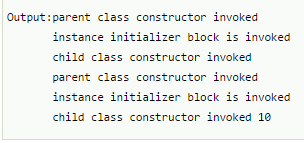 Output:parent class constructor invoked
instance initializer block is invoked
child class constructor invoked
parent class constructor invoked
instance initializer block is invoked
child class constructor invoked 10